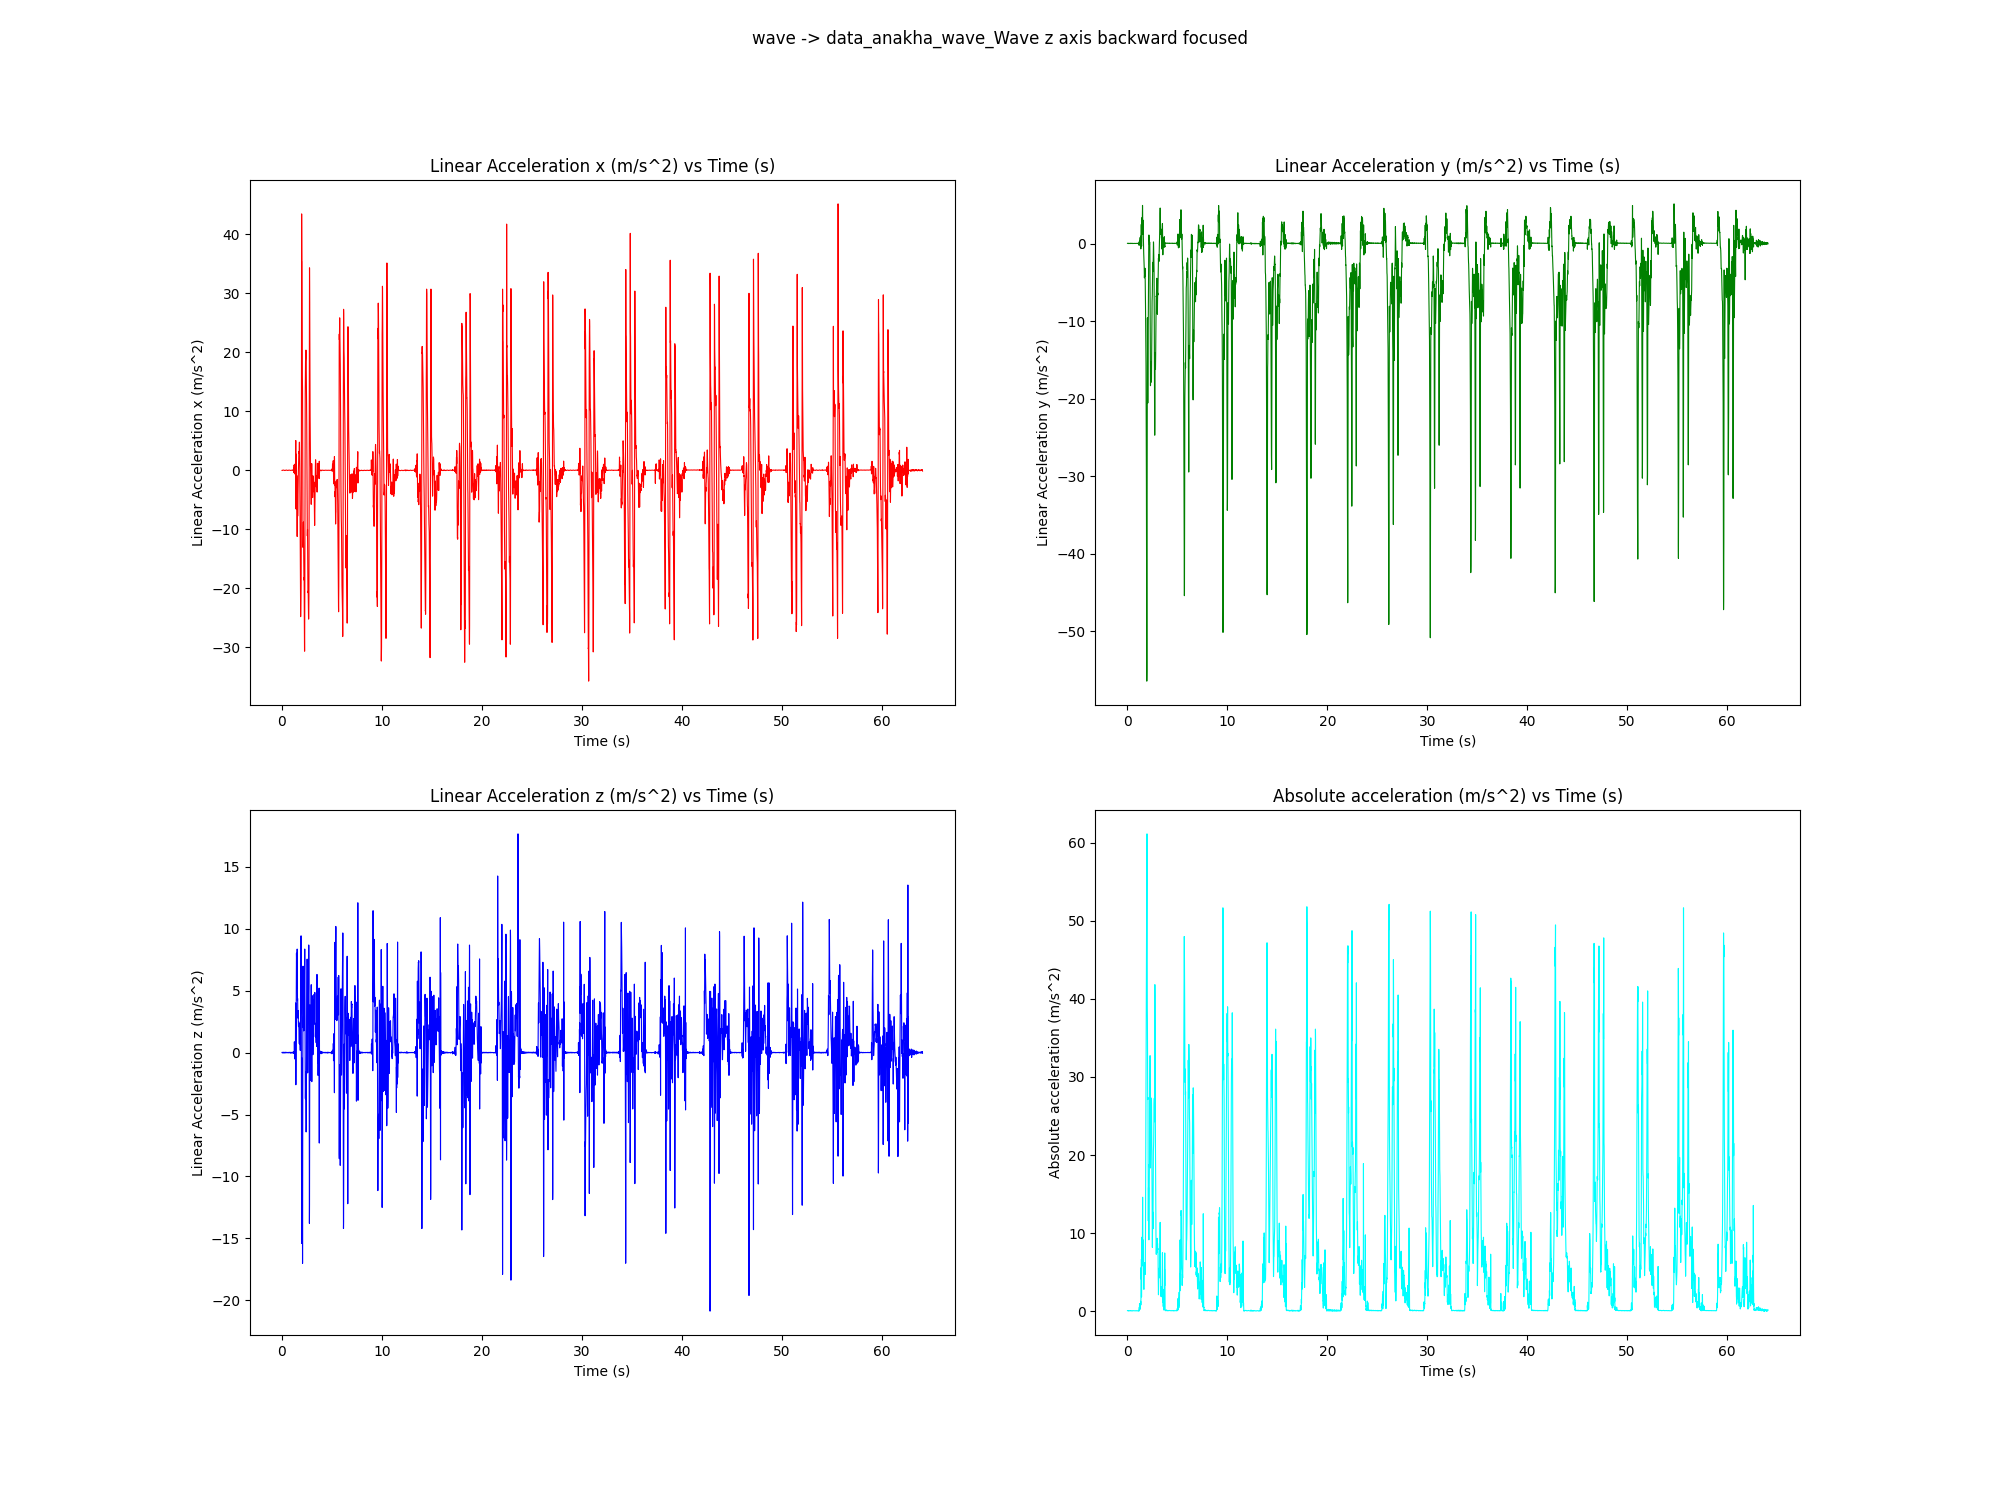 wave -> data_anakha_wave_Wave z axis backward focused
Linear Acceleration x (m/s^2) vs Time (s)
Linear Acceleration x (m/s^2)
40
30
20
10
0
−10
−20
−30
0 10 20 30 40 50 60
Time (s)
Linear Acceleration y (m/s^2) vs Time (s)
Linear Acceleration y (m/s^2)
0
−10
−20
−30
−40
−50
0 10 20 30 40 50 60
Time (s)
Linear Acceleration z (m/s^2) vs Time (s)
Linear Acceleration z (m/s^2)
15
10
5
0
−5
−10
−15
−20
0 10 20 30 40 50 60
Time (s)
Absolute acceleration (m/s^2) vs Time (s)
Absolute acceleration (m/s^2)
60
50
40
30
20
10
0
0 10 20 30 40 50 60
Time (s)